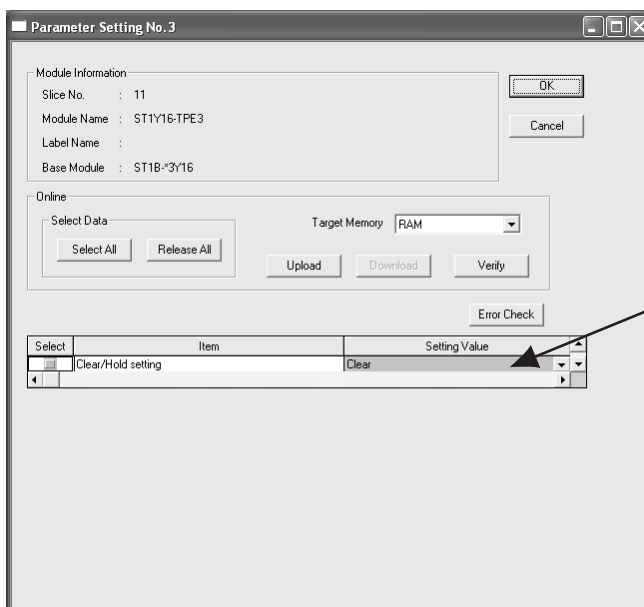 Parameter Setting No.3
Module Information
Slice No. : 11
Module Name : ST1Y16-TPE3
Label Name :
Base Module : ST1B-*3Y16
OK
Cancel
Online
Select Data
Select All Release All
Target Memory RAM
Upload Download Verify
Error Check
Select Item Setting Value
Clear/Hold setting Clear